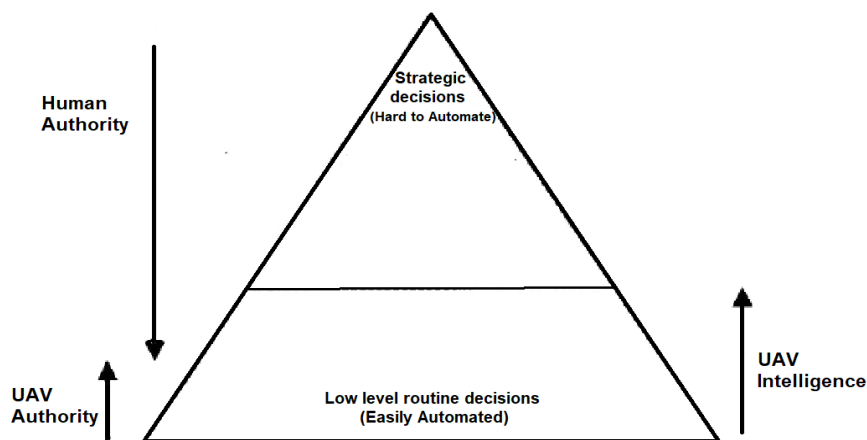 Strategic
decisions
(Hard to Automate)
Human
Authority
UAV
Authority
Low level routine decisions
(Easily Automated)
UAV
Intelligence